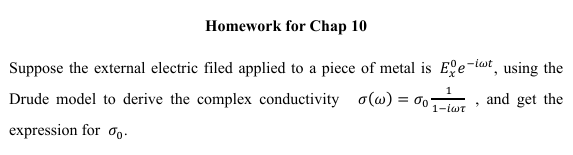 Homework for Chap 10
Suppose the external electric filed applied to a piece of metal is $E_x^0 e^{-i\omega t}$, using the
Drude model to derive the complex conductivity $\sigma(\omega) = \sigma_0 \frac{1}{1-i\omega\tau}$ , and get the
expression for $\sigma_0$.